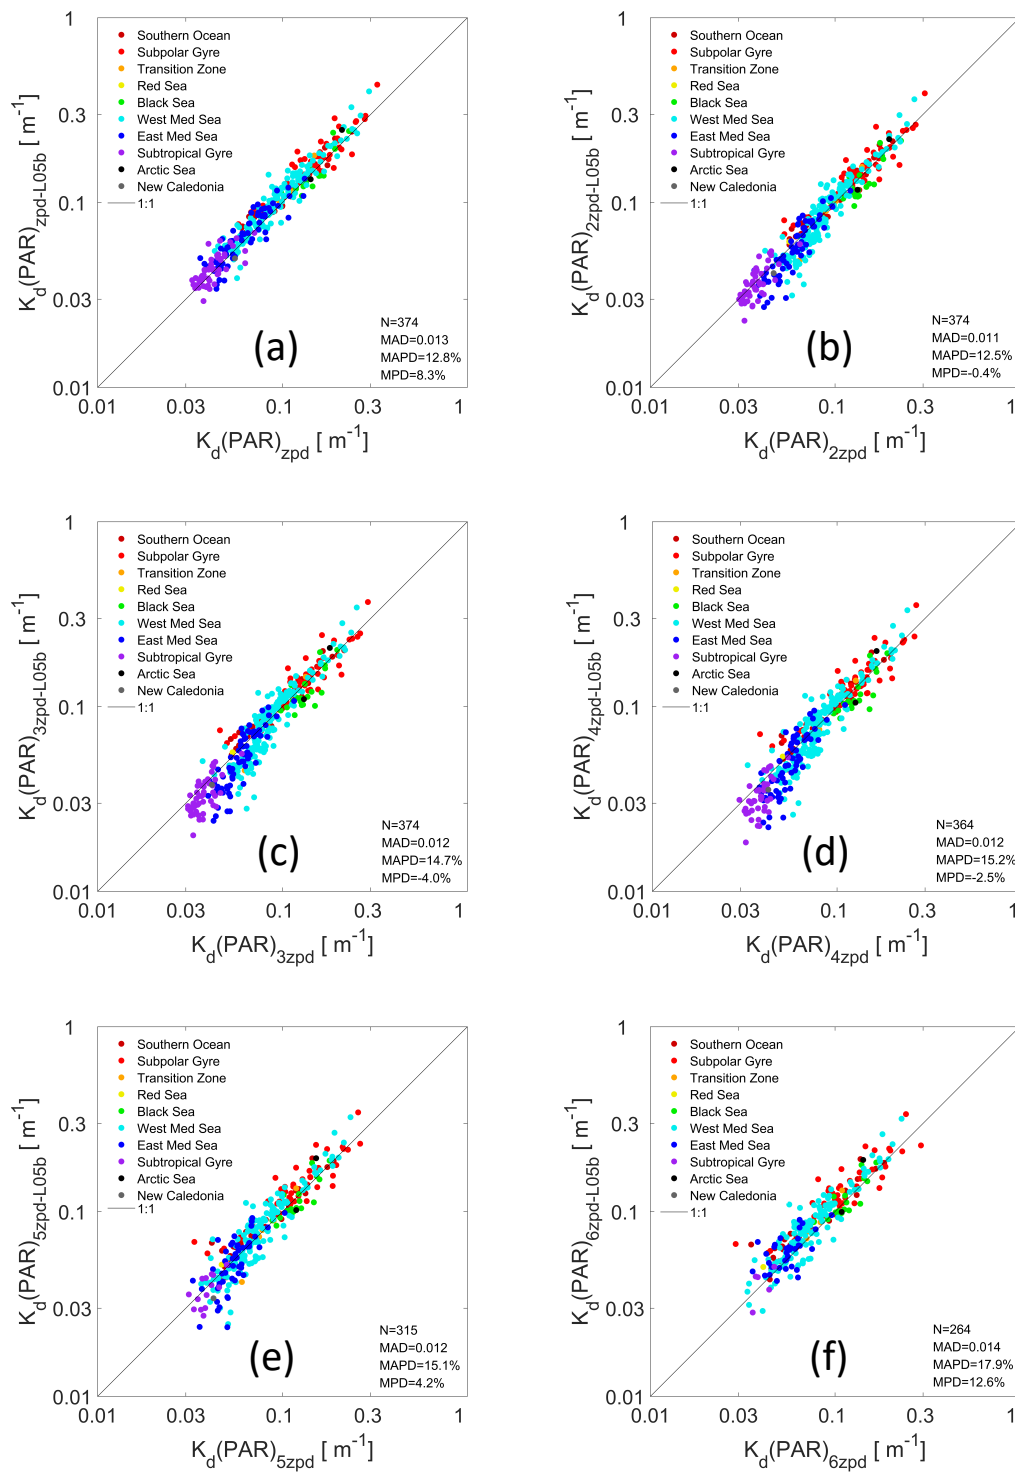 1
0.3
0.1
0.03
0.01
0.01
0.03
0.1
0.3
1
K_d(PAR)_zpd-L05b [ m^-1]
K_d(PAR)_zpd [ m^-1]
Southern Ocean
Subpolar Gyre
Transition Zone
Red Sea
Black Sea
West Med Sea
East Med Sea
Subtropical Gyre
Arctic Sea
New Caledonia
1:1
(a)
N=374
MAD=0.013
MAPD=12.8%
MPD=8.3%
1
0.3
0.1
0.03
0.01
0.01
0.03
0.1
0.3
1
K_d(PAR)_2zpd-L05b [ m^-1]
K_d(PAR)_2zpd [ m^-1]
Southern Ocean
Subpolar Gyre
Transition Zone
Red Sea
Black Sea
West Med Sea
East Med Sea
Subtropical Gyre
Arctic Sea
New Caledonia
1:1
(b)
N=374
MAD=0.011
MAPD=12.5%
MPD=-0.4%
1
0.3
0.1
0.03
0.01
0.01
0.03
0.1
0.3
1
K_d(PAR)_3zpd-L05b [ m^-1]
K_d(PAR)_3zpd [ m^-1]
Southern Ocean
Subpolar Gyre
Transition Zone
Red Sea
Black Sea
West Med Sea
East Med Sea
Subtropical Gyre
Arctic Sea
New Caledonia
1:1
(c)
N=374
MAD=0.012
MAPD=14.7%
MPD=-4.0%
1
0.3
0.1
0.03
0.01
0.01
0.03
0.1
0.3
1
K_d(PAR)_4zpd-L05b [ m^-1]
K_d(PAR)_4zpd [ m^-1]
Southern Ocean
Subpolar Gyre
Transition Zone
Red Sea
Black Sea
West Med Sea
East Med Sea
Subtropical Gyre
Arctic Sea
New Caledonia
1:1
(d)
N=364
MAD=0.012
MAPD=15.2%
MPD=-2.5%
1
0.3
0.1
0.03
0.01
0.01
0.03
0.1
0.3
1
K_d(PAR)_5zpd-L05b [ m^-1]
K_d(PAR)_5zpd [ m^-1]
Southern Ocean
Subpolar Gyre
Transition Zone
Red Sea
Black Sea
West Med Sea
East Med Sea
Subtropical Gyre
Arctic Sea
New Caledonia
1:1
(e)
N=315
MAD=0.012
MAPD=15.1%
MPD=4.2%
1
0.3
0.1
0.03
0.01
0.01
0.03
0.1
0.3
1
K_d(PAR)_6zpd-L05b [ m^-1]
K_d(PAR)_6zpd [ m^-1]
Southern Ocean
Subpolar Gyre
Transition Zone
Red Sea
Black Sea
West Med Sea
East Med Sea
Subtropical Gyre
Arctic Sea
New Caledonia
1:1
(f)
N=264
MAD=0.014
MAPD=17.9%
MPD=12.6%